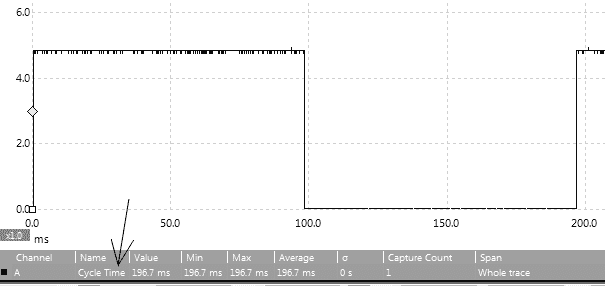 6.0
4.0
2.0
0.0
0.0 50.0 100.0 150.0 200.0
x1.0 ms
Channel Name Value Min Max Average σ Capture Count Span
A Cycle Time 196.7 ms 196.7 ms 196.7 ms 196.7 ms 0 s 1 Whole trace